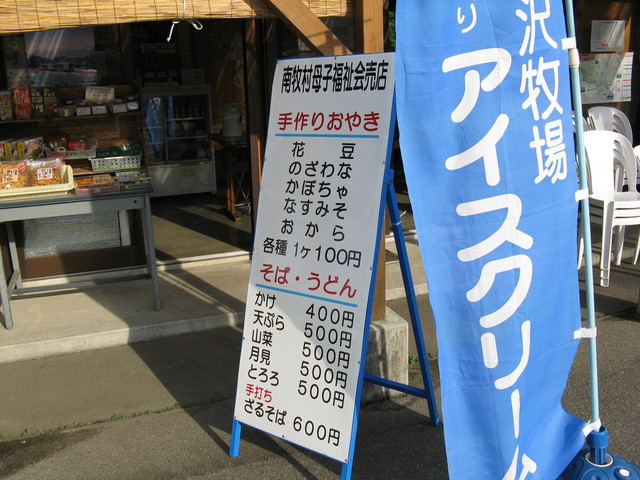 南牧村母子福祉会売店
手作りおやき
花 豆
のざわな
かぼちゃ
なすみそ
おから
各種1ヶ100円
そば・うどん
かけ 400円
天ぷら 500円
山菜 500円
月見 500円
とろろ 500円
手打ち
ざるそば 600円
沢牧場
り
アイスクリーム